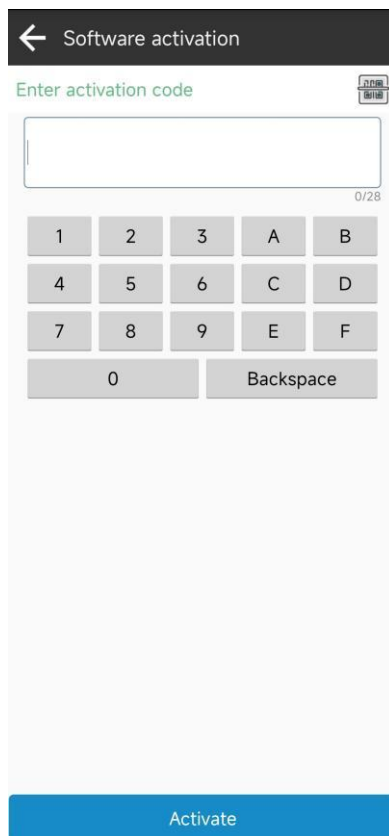 Software activation
Enter activation code
0/28
1 2 3 A B
4 5 6 C D
7 8 9 E F
0 Backspace
Activate